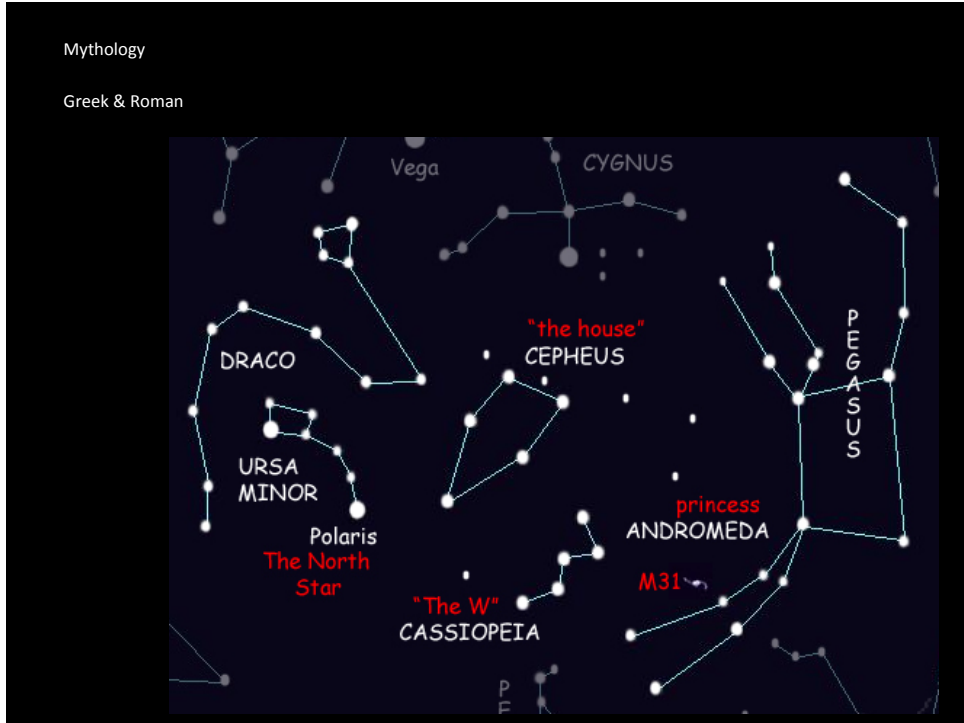 Mythology
Greek & Roman
Vega
CYGNUS
"the house"
CEPHEUS
DRACO
PEGASUS
URSA
MINOR
Polaris
The North
Star
princess
ANDROMEDA
M31
"The W"
CASSIOPEIA
PE